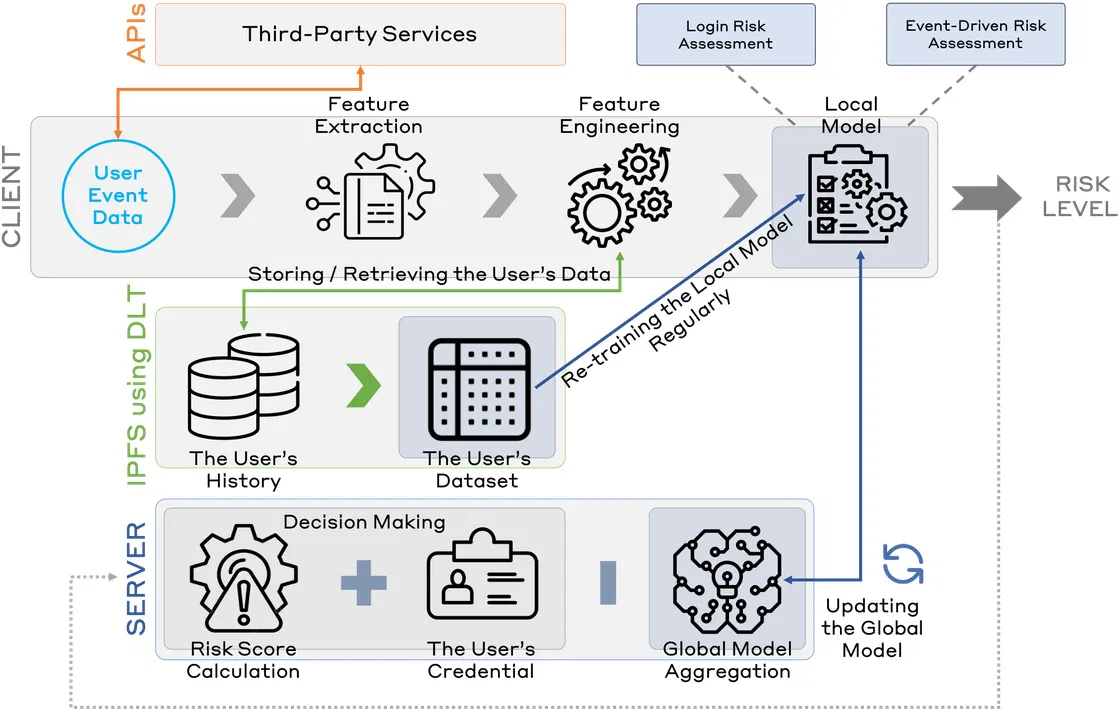 APIs
Third-Party Services
Login Risk
Assessment
Event-Driven Risk
Assessment
CLIENT
User
Event
Data
Feature
Extraction
Feature
Engineering
Local
Model
RISK
LEVEL
Storing / Retrieving the User's Data
Re-training the Local Model
Regularly
IPFS using DLT
The User's
History
The User's
Dataset
SERVER
Decision Making
Risk Score
Calculation
The User's
Credential
Global Model
Aggregation
Updating
the Global
Model